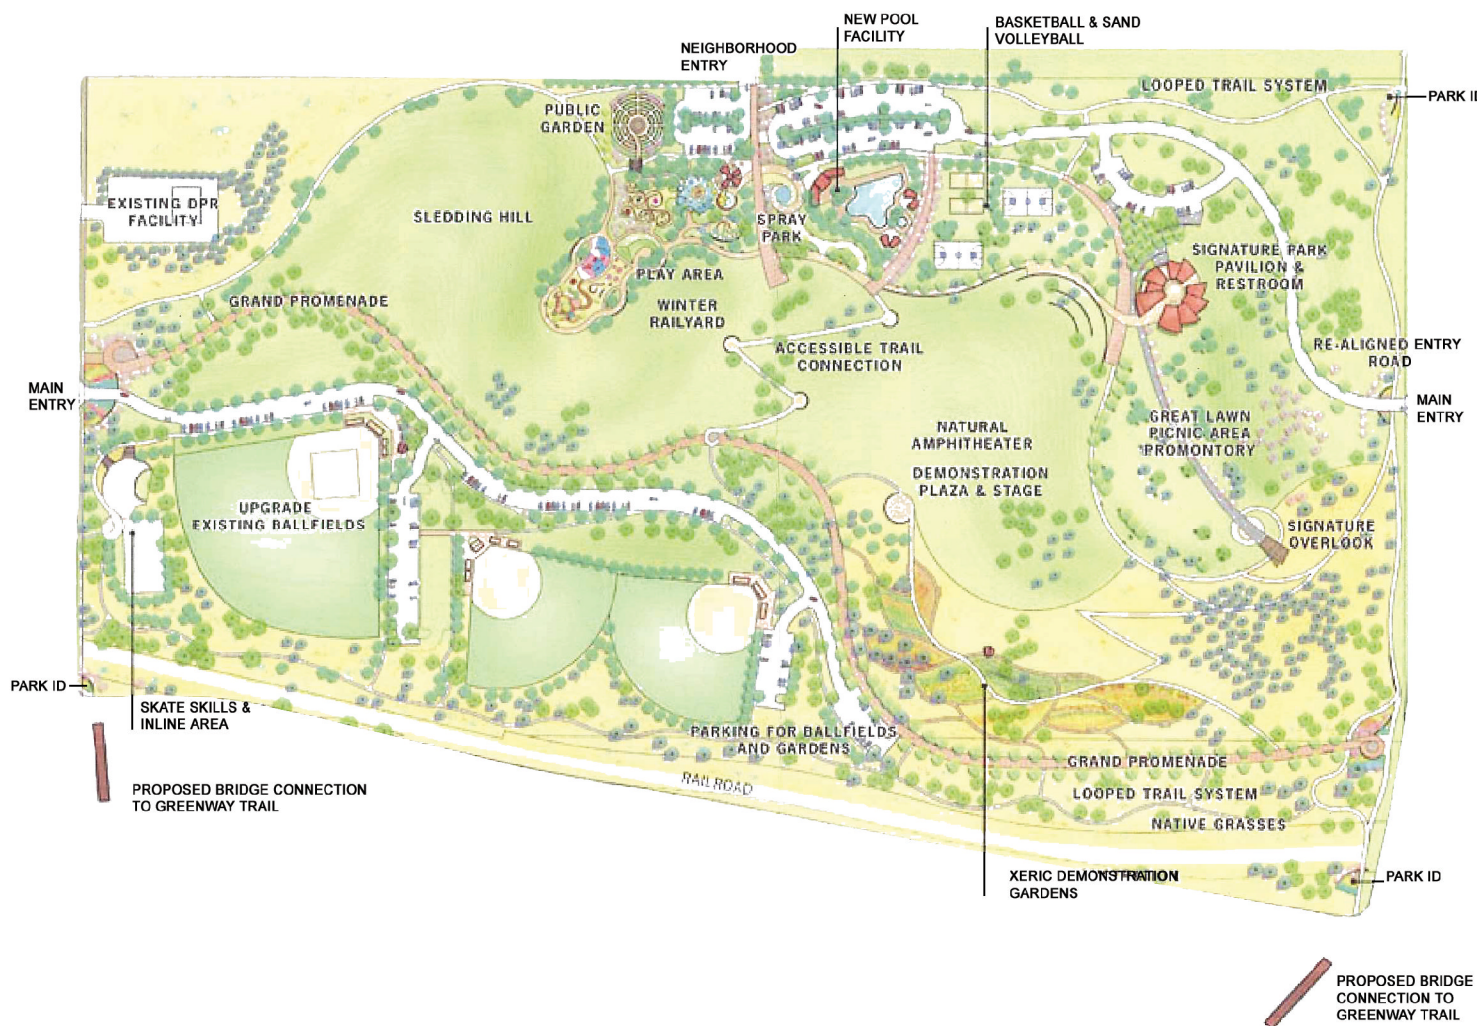 NEW POOL
FACILITY
BASKETBALL & SAND
VOLLEYBALL
NEIGHBORHOOD
ENTRY
LOOPED TRAIL SYSTEM
PARK I
PUBLIC
GARDEN
EXISTING DPR
FACILITY
SLEDDING HILL
SPRAY
PARK
SIGNATURE PARK
PAVILION &
RESTROOM
PLAY AREA
GRAND PROMENADE
WINTER
RAILYARD
ACCESSIBLE TRAIL
CONNECTION
RE-ALIGNED ENTRY
ROAD
MAIN
ENTRY
MAIN
ENTRY
GREAT LAWN
PICNIC AREA
PROMONTORY
NATURAL
AMPHITHEATER
DEMONSTRATION
PLAZA & STAGE
UPGRADE
EXISTING BALLFIELDS
SIGNATURE
OVERLOOK
PARK ID
SKATE SKILLS &
INLINE AREA
PARKING FOR BALLFIELDS
AND GARDENS
GRAND PROMENADE
RAILROAD
LOOPED TRAIL SYSTEM
NATIVE GRASSES
PROPOSED BRIDGE CONNECTION
TO GREENWAY TRAIL
XERIC DEMONSTRATION
GARDENS
PARK ID
PROPOSED BRIDGE
CONNECTION TO
GREENWAY TRAIL